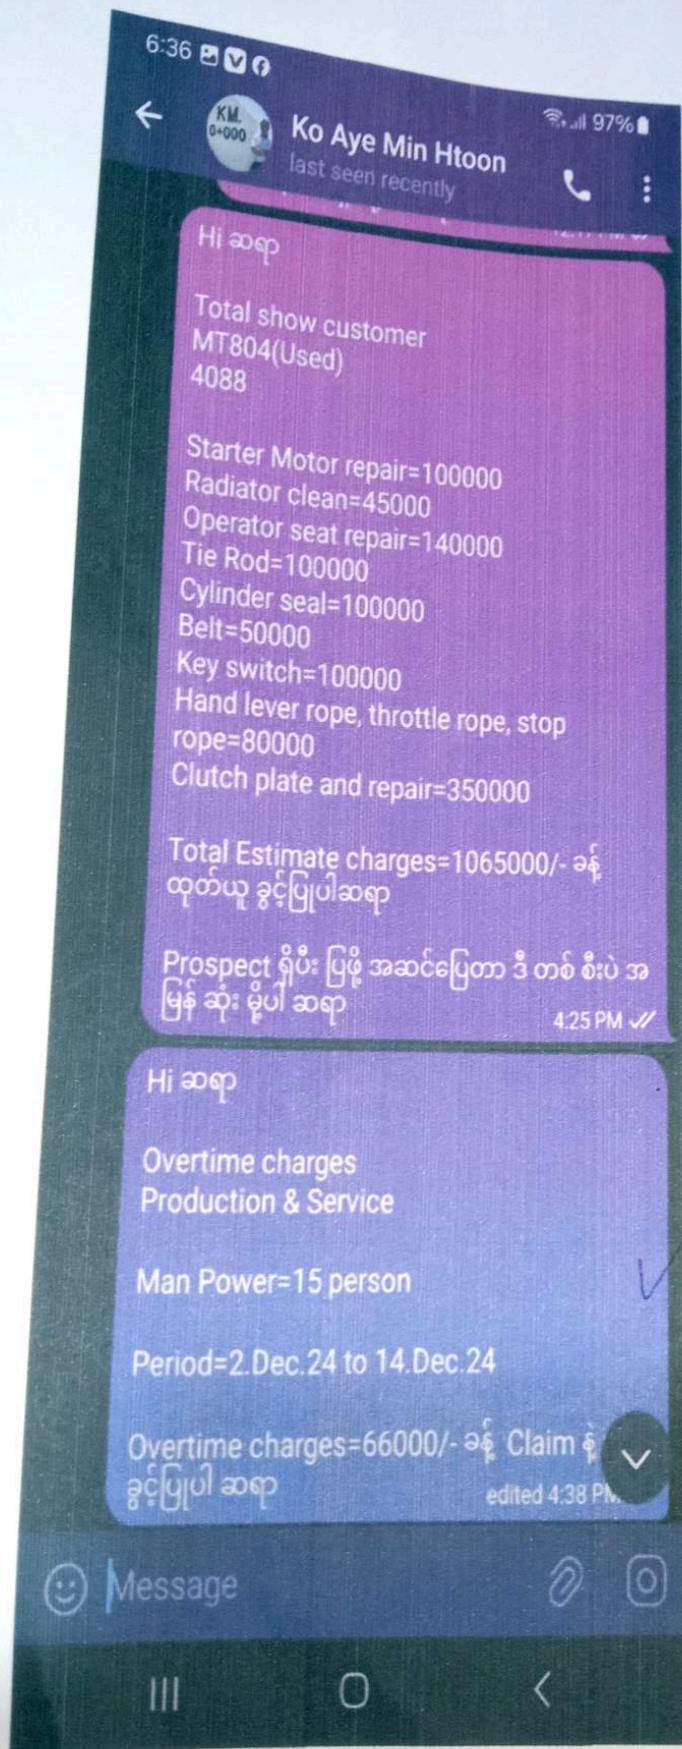 6:36
97%
KM.
0+000
Ko Aye Min Htoon
last seen recently
Hi ဆရာ
Total show customer
MT804(Used)
4088
Starter Motor repair=100000
Radiator clean=45000
Operator seat repair=140000
Tie Rod=100000
Cylinder seal=100000
Belt=50000
Key switch=100000
Hand lever rope, throttle rope, stop
rope=80000
Clutch plate and repair=350000
Total Estimate charges=1065000/- ခန့်
ထုတ်ယူ ခွင့်ပြုပါဆရာ
Prospect ရှိပီး ပြဖို့ အဆင်ပြေတာ ဒီ တစ် စီးပဲ အ
မြန် ဆုံး မို့ပါ ဆရာ
4:25 PM
Hi ဆရာ
Overtime charges
Production & Service
Man Power=15 person
Period=2.Dec.24 to 14.Dec.24
Overtime charges=66000/- ခန့် Claim နဲ့
ခွင့်ပြုပါ ဆရာ
edited 4:38 PM
Message